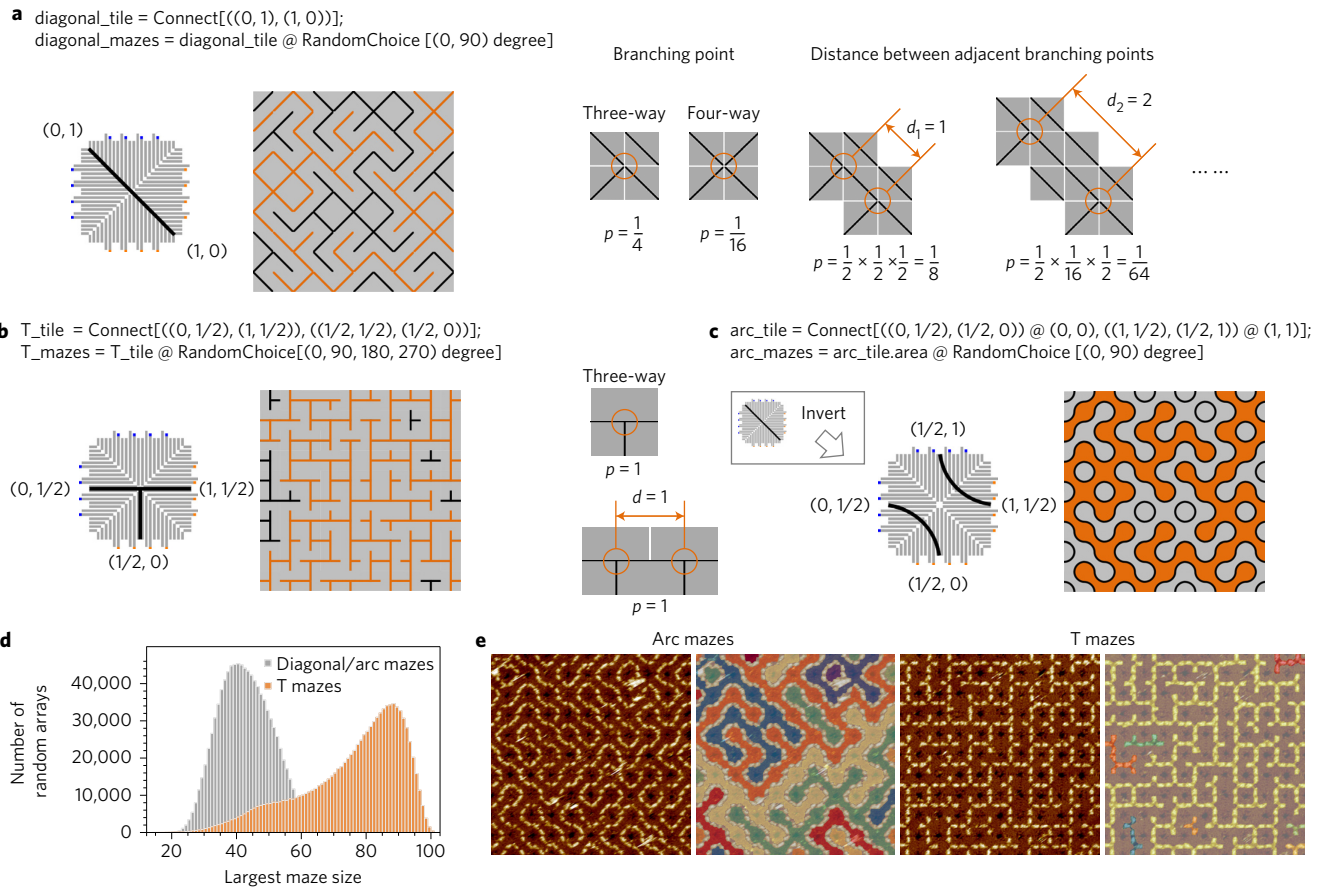 a
diagonal_tile = Connect[((0, 1), (1, 0))];
diagonal_mazes = diagonal_tile @ RandomChoice [(0, 90) degree]
(0, 1)
(1, 0)
Branching point
Three-way
Four-way
p = 1/4
p = 1/16
Distance between adjacent branching points
d1 = 1
d2 = 2
p = 1/2 × 1/2 × 1/2 = 1/8
p = 1/2 × 1/16 × 1/2 = 1/64
... ...
b
T_tile = Connect[((0, 1/2), (1, 1/2)), ((1/2, 1/2), (1/2, 0))];
T_mazes = T_tile @ RandomChoice[(0, 90, 180, 270) degree]
(0, 1/2)
(1, 1/2)
(1/2, 0)
Three-way
p = 1
d = 1
p = 1
c
arc_tile = Connect[((0, 1/2), (1/2, 0)) @ (0, 0), ((1, 1/2), (1/2, 1)) @ (1, 1)];
arc_mazes = arc_tile.area @ RandomChoice [(0, 90) degree]
Invert
(1/2, 1)
(0, 1/2)
(1, 1/2)
(1/2, 0)
d
Number of
random arrays
40,000
30,000
20,000
10,000
0
Diagonal/arc mazes
T mazes
20 40 60 80 100
Largest maze size
e
Arc mazes
T mazes